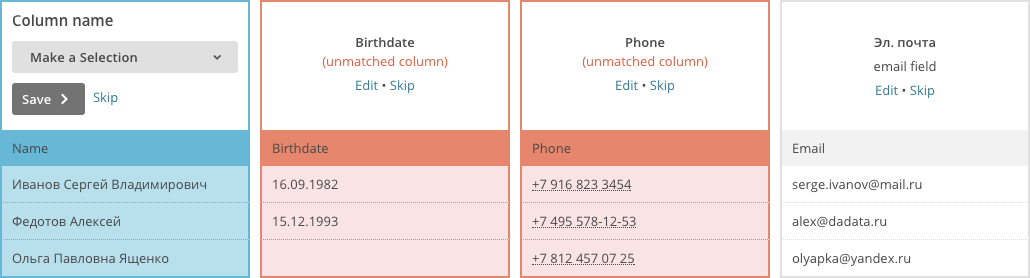 Column name
Make a Selection
Save
Skip
Birthdate
(unmatched column)
Edit • Skip
Phone
(unmatched column)
Edit • Skip
Эл. почта
email field
Edit • Skip
Name
Birthdate
Phone
Email
Иванов Сергей Владимирович
16.09.1982
+7 916 823 3454
serge.ivanov@mail.ru
Федотов Алексей
15.12.1993
+7 495 578-12-53
alex@dadata.ru
Ольга Павловна Ященко
+7 812 457 07 25
olyapka@yandex.ru